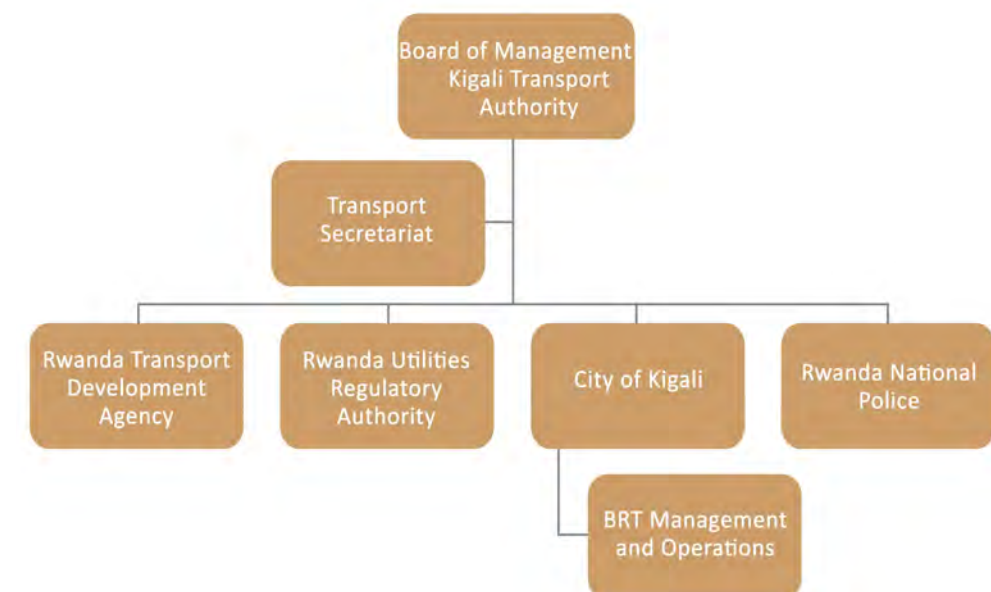 Board of Management
Kigali Transport
Authority
Transport
Secretariat
Rwanda Transport
Development
Agency
Rwanda Utilities
Regulatory
Authority
City of Kigali
Rwanda National
Police
BRT Management
and Operations